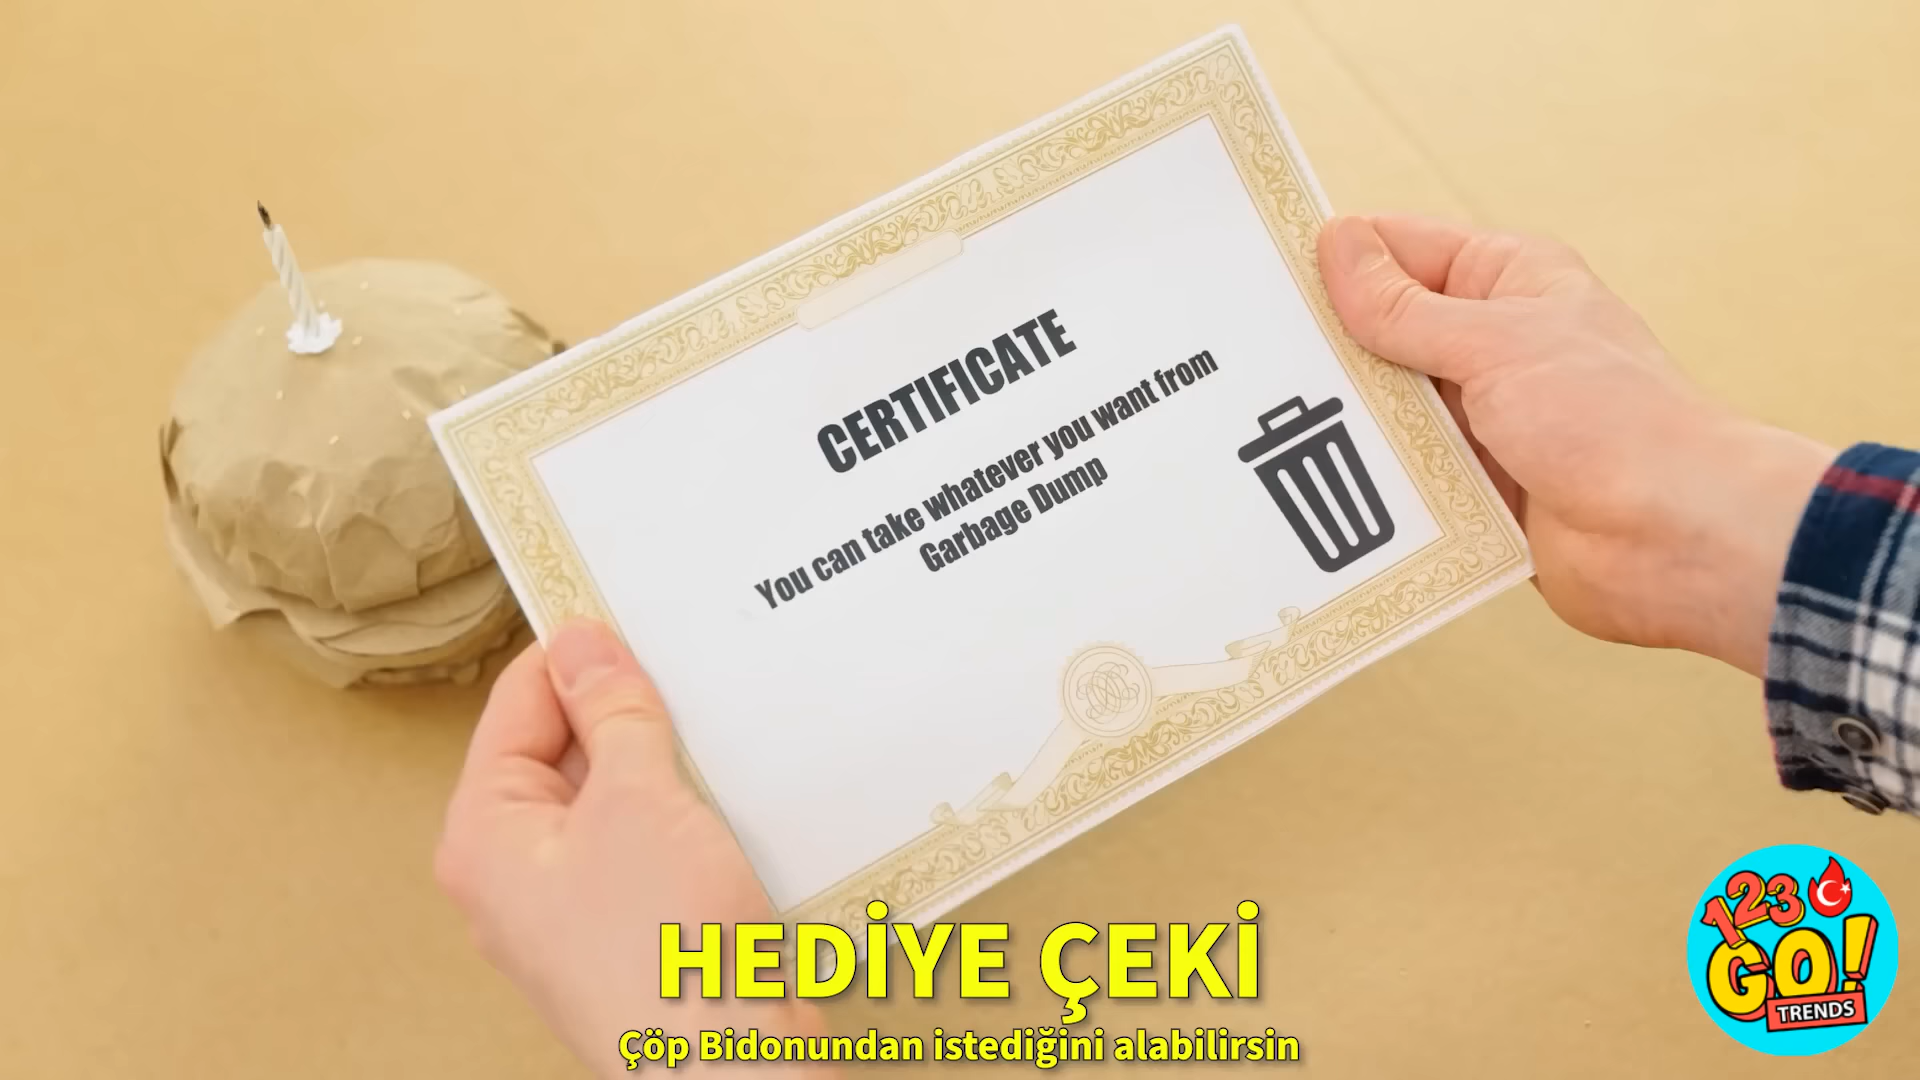 CERTIFICATE
You can take whatever you want from
Garbage Dump
HEDİYE ÇEKİ
Çöp Bidonundan istediğini alabilirsin
123
GO!
TRENDS